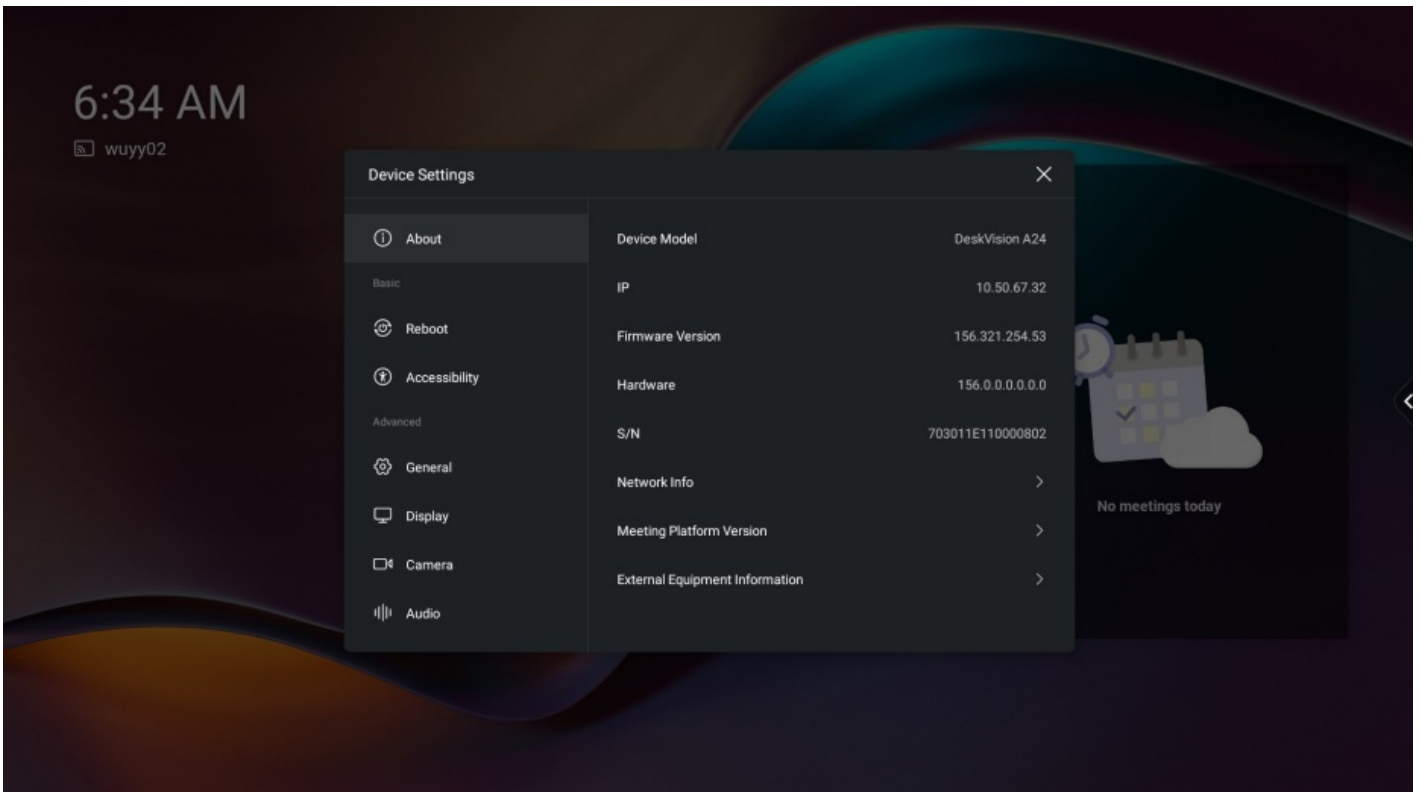 6:34 AM
wuyy02
Device Settings
About
Basic
Reboot
Accessibility
Advanced
General
Display
Camera
Audio
Device Model DeskVision A24
IP 10.50.67.32
Firmware Version 156.321.254.53
Hardware 156.0.0.0.0.0.0
S/N 703011E110000802
Network Info
Meeting Platform Version
External Equipment Information
No meetings today